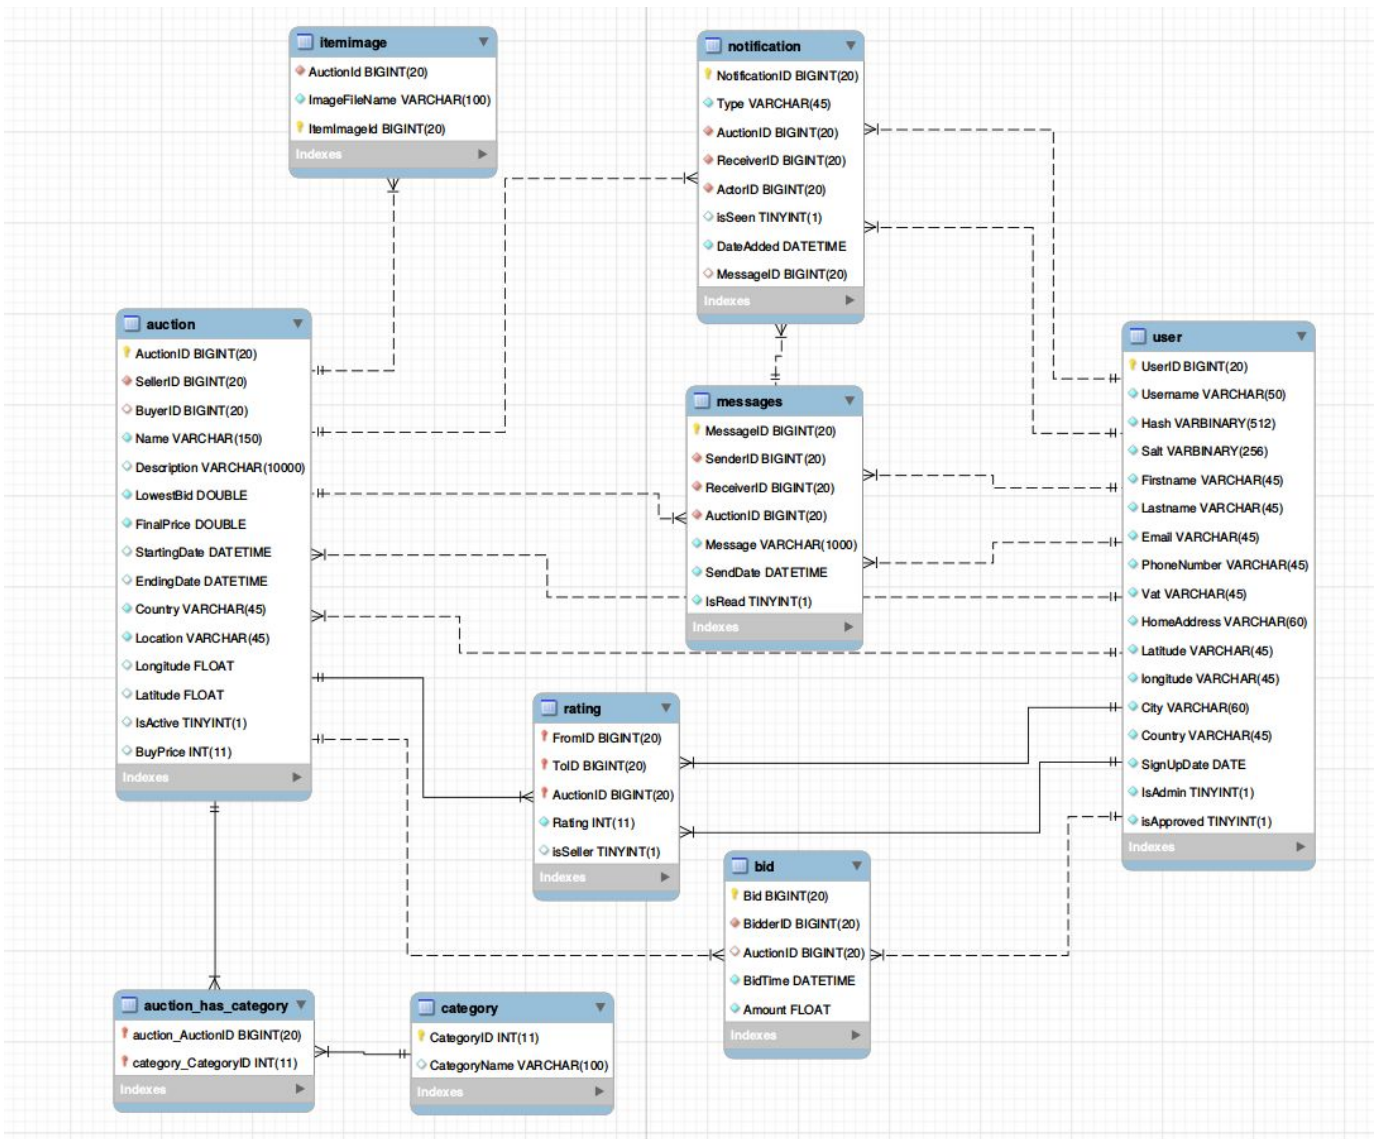 itemimage
AuctionId BIGINT(20)
ImageFileName VARCHAR(100)
ItemImageId BIGINT(20)
Indexes
notification
NotificationID BIGINT(20)
Type VARCHAR(45)
AuctionID BIGINT(20)
ReceiverID BIGINT(20)
ActorID BIGINT(20)
isSeen TINYINT(1)
DateAdded DATETIME
MessageID BIGINT(20)
Indexes
auction
AuctionID BIGINT(20)
SellerID BIGINT(20)
BuyerID BIGINT(20)
Name VARCHAR(150)
Description VARCHAR(10000)
LowestBid DOUBLE
FinalPrice DOUBLE
StartingDate DATETIME
EndingDate DATETIME
Country VARCHAR(45)
Location VARCHAR(45)
Longitude FLOAT
Latitude FLOAT
IsActive TINYINT(1)
BuyPrice INT(11)
Indexes
messages
MessageID BIGINT(20)
SenderID BIGINT(20)
ReceiverID BIGINT(20)
AuctionID BIGINT(20)
Message VARCHAR(1000)
SendDate DATETIME
IsRead TINYINT(1)
Indexes
user
UserID BIGINT(20)
Username VARCHAR(50)
Hash VARBINARY(512)
Salt VARBINARY(256)
Firstname VARCHAR(45)
Lastname VARCHAR(45)
Email VARCHAR(45)
PhoneNumber VARCHAR(45)
Vat VARCHAR(45)
HomeAddress VARCHAR(60)
Latitude VARCHAR(45)
longitude VARCHAR(45)
City VARCHAR(60)
Country VARCHAR(45)
SignUpDate DATE
IsAdmin TINYINT(1)
isApproved TINYINT(1)
Indexes
rating
FromID BIGINT(20)
ToID BIGINT(20)
AuctionID BIGINT(20)
Rating INT(11)
isSeller TINYINT(1)
Indexes
bid
Bid BIGINT(20)
BidderID BIGINT(20)
AuctionID BIGINT(20)
BidTime DATETIME
Amount FLOAT
Indexes
auction_has_category
auction_AuctionID BIGINT(20)
category_CategoryID INT(11)
Indexes
category
CategoryID INT(11)
CategoryName VARCHAR(100)
Indexes